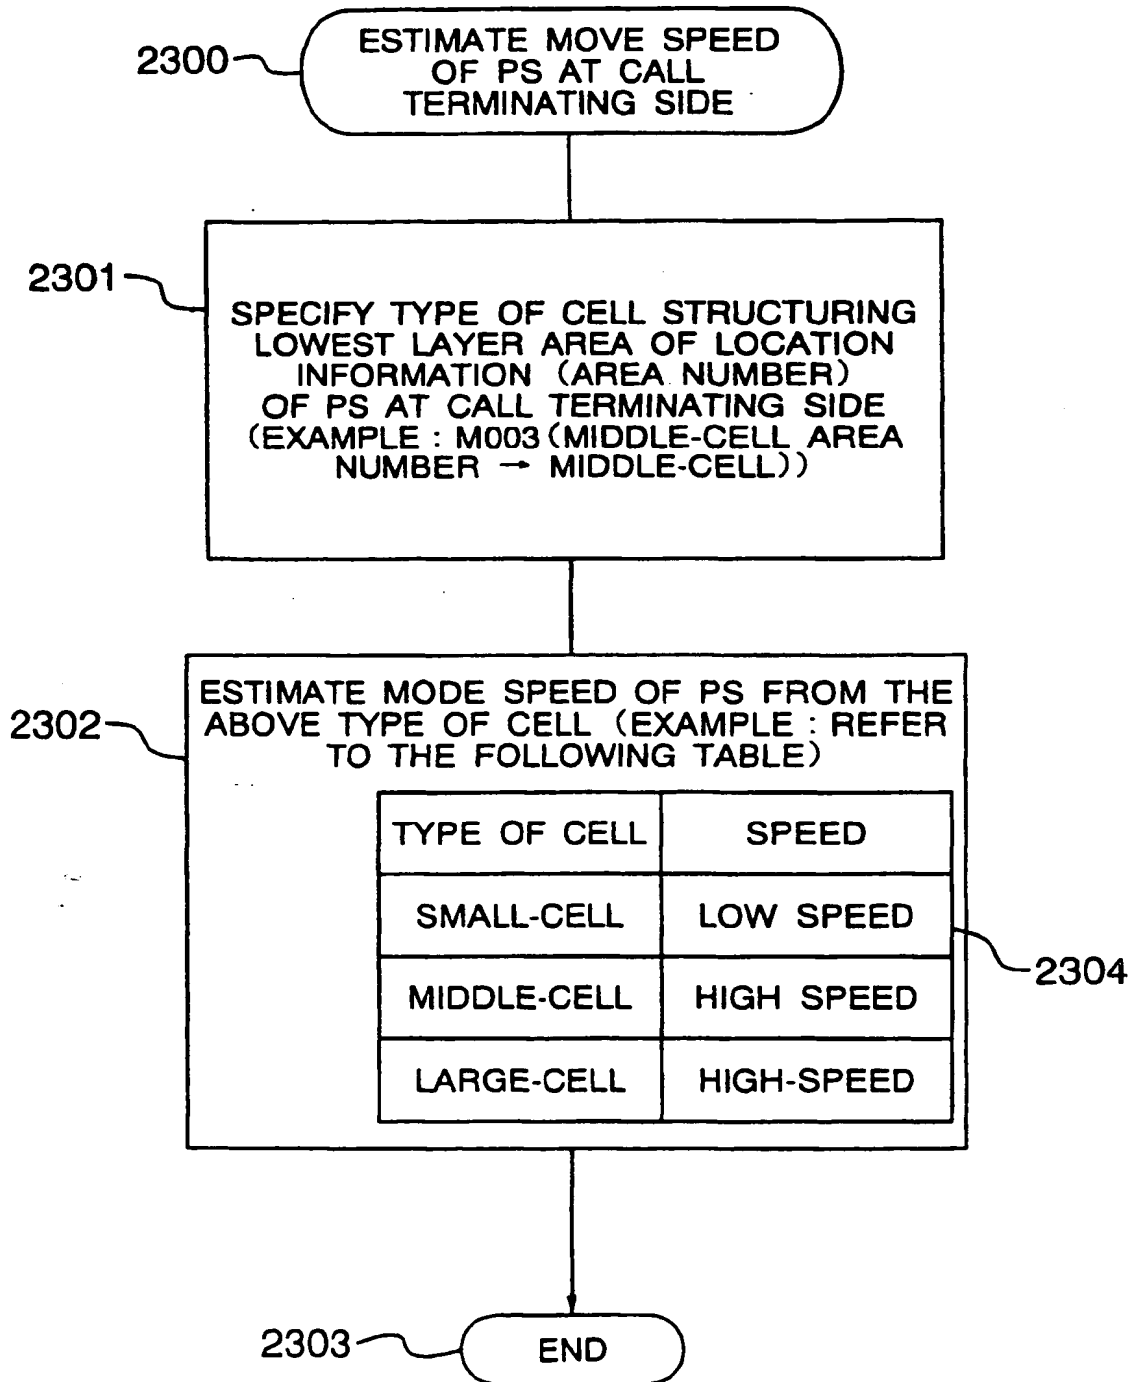 2300
ESTIMATE MOVE SPEED
OF PS AT CALL
TERMINATING SIDE
2301
SPECIFY TYPE OF CELL STRUCTURING
LOWEST LAYER AREA OF LOCATION
INFORMATION (AREA NUMBER)
OF PS AT CALL TERMINATING SIDE
(EXAMPLE : M003 (MIDDLE-CELL AREA
NUMBER → MIDDLE-CELL))
2302
ESTIMATE MODE SPEED OF PS FROM THE
ABOVE TYPE OF CELL (EXAMPLE : REFER
TO THE FOLLOWING TABLE)
TYPE OF CELL SPEED
SMALL-CELL LOW SPEED
2304
MIDDLE-CELL HIGH SPEED
LARGE-CELL HIGH-SPEED
2303
END